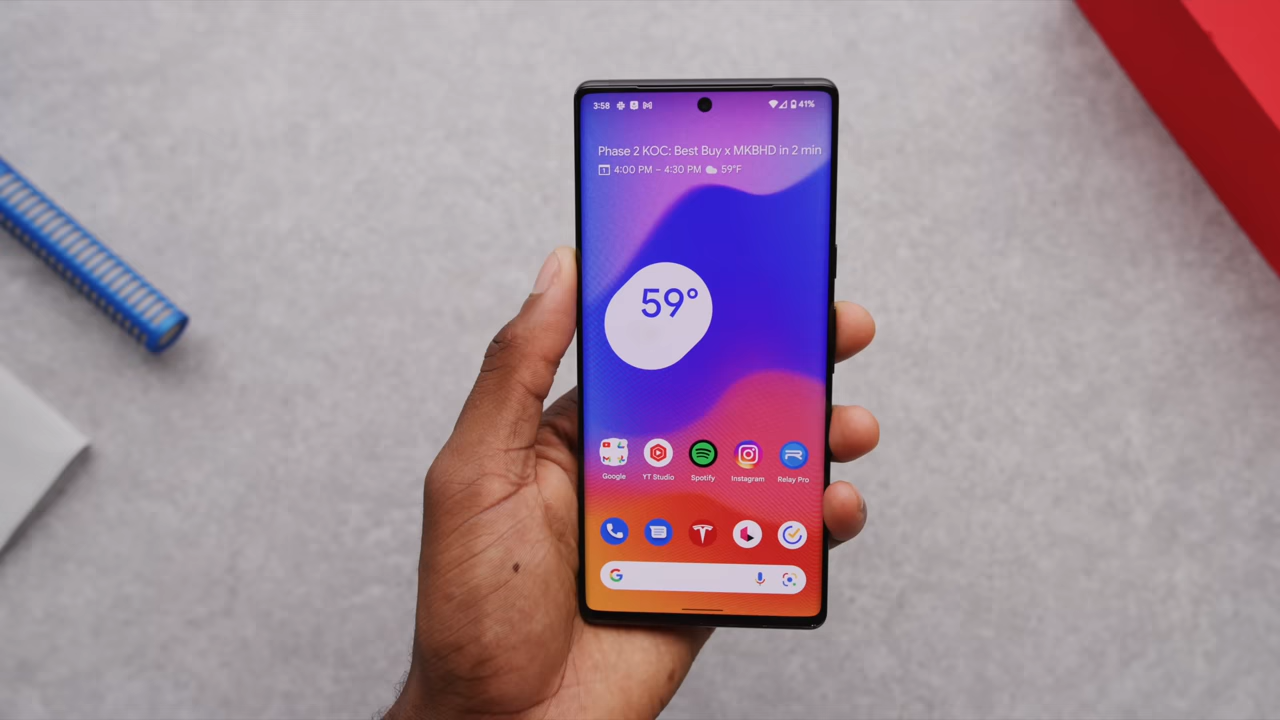 3:58
41%
Phase 2 KOC: Best Buy x MKBHD in 2 min
4:00 PM – 4:30 PM 59°F
59°
Google YT Studio Spotify Instagram Relay Pro